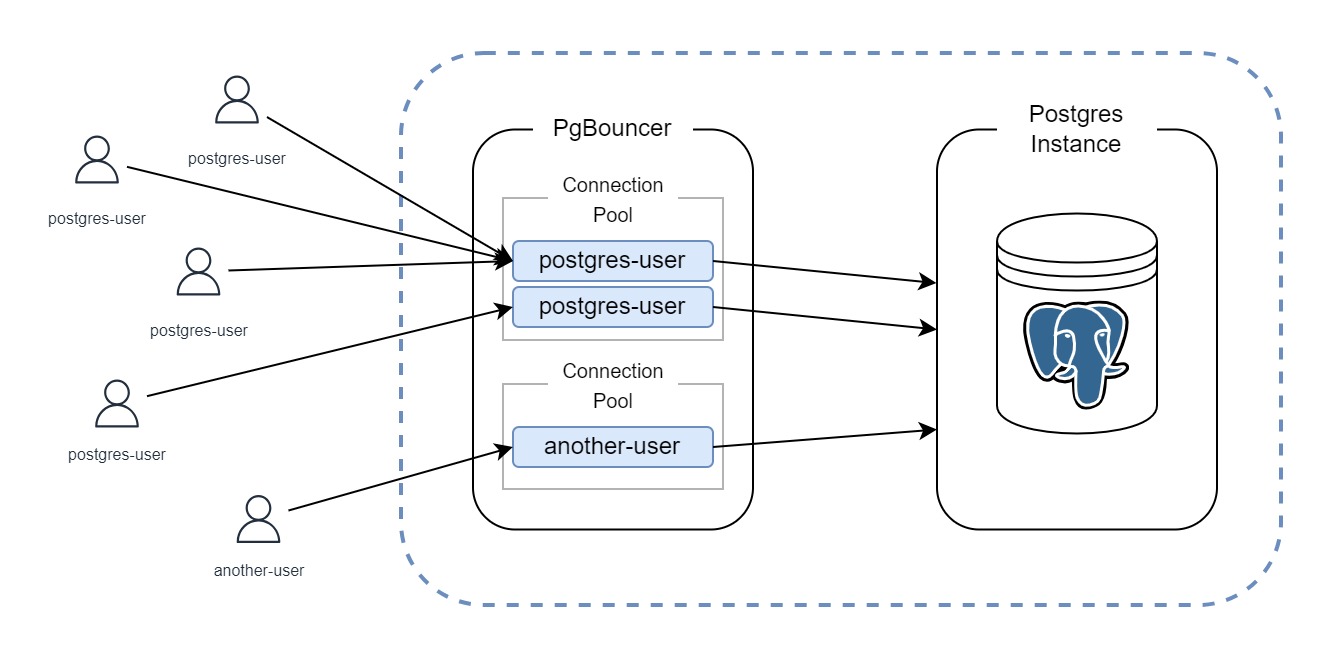 postgres-user
postgres-user
postgres-user
postgres-user
another-user
PgBouncer
Connection
Pool
postgres-user
postgres-user
Connection
Pool
another-user
Postgres
Instance